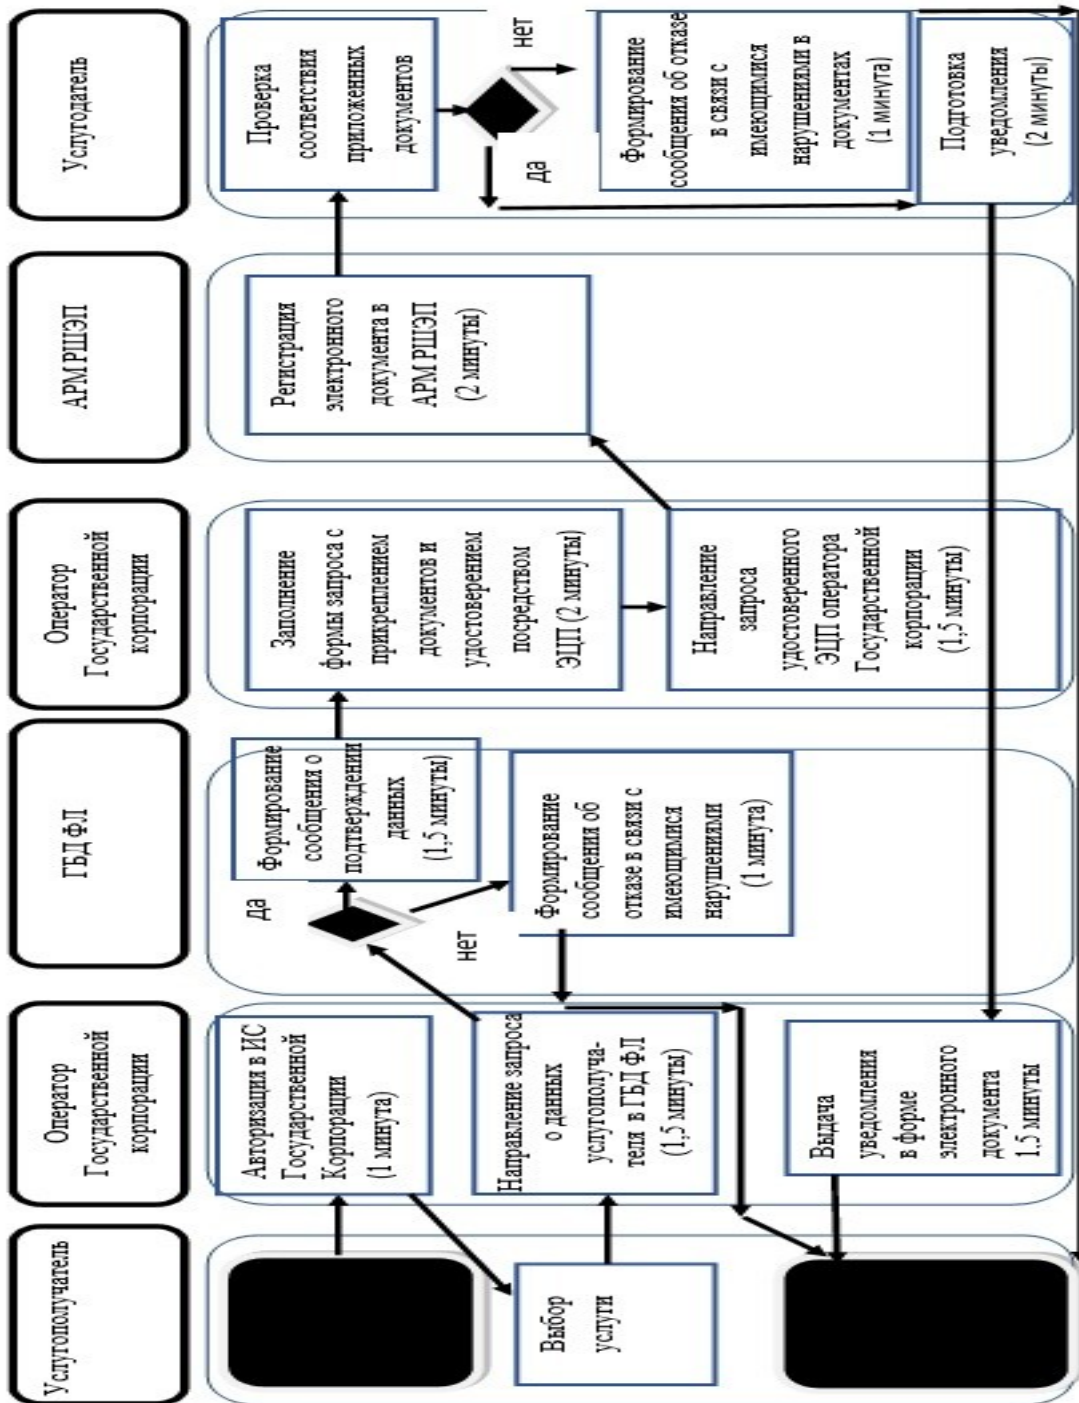 Услугополучатель
Оператор
Государственной
корпорации
ГБД ФЛ
Оператор
Государственной
корпорации
АРМ РШЭП
Услугодатель
Авторизация в ИС
Государственной
Корпорации
(1 минута)
Выбор
услуги
Направление запроса
о данных
услугополуча-
теля в ГБД ФЛ
(1,5 минуты)
да
нет
Формирование
сообщения о
подтверждении
данных
(1,5 минуты)
Формирование
сообщения об
отказе в связи с
имеющимися
нарушениями
(1 минута)
Заполнение
формы запроса с
прикреплением
документов и
удостоверением
посредством
ЭЦП (2 минуты)
Направление
запроса
удостоверенного
ЭЦП оператора
Государственной
корпорации
(1,5 минуты)
Регистрация
электронного
документа в
АРМ РШЭП
(2 минуты)
Проверка
соответствия
приложенных
документов
нет
да
Формирование
сообщения об отказе
в связи с
имеющимися
нарушениями в
документах
(1 минута)
Подготовка
уведомления
(2 минуты)
Выдача
уведомления
в форме
электронного
документа
1.5 минуты